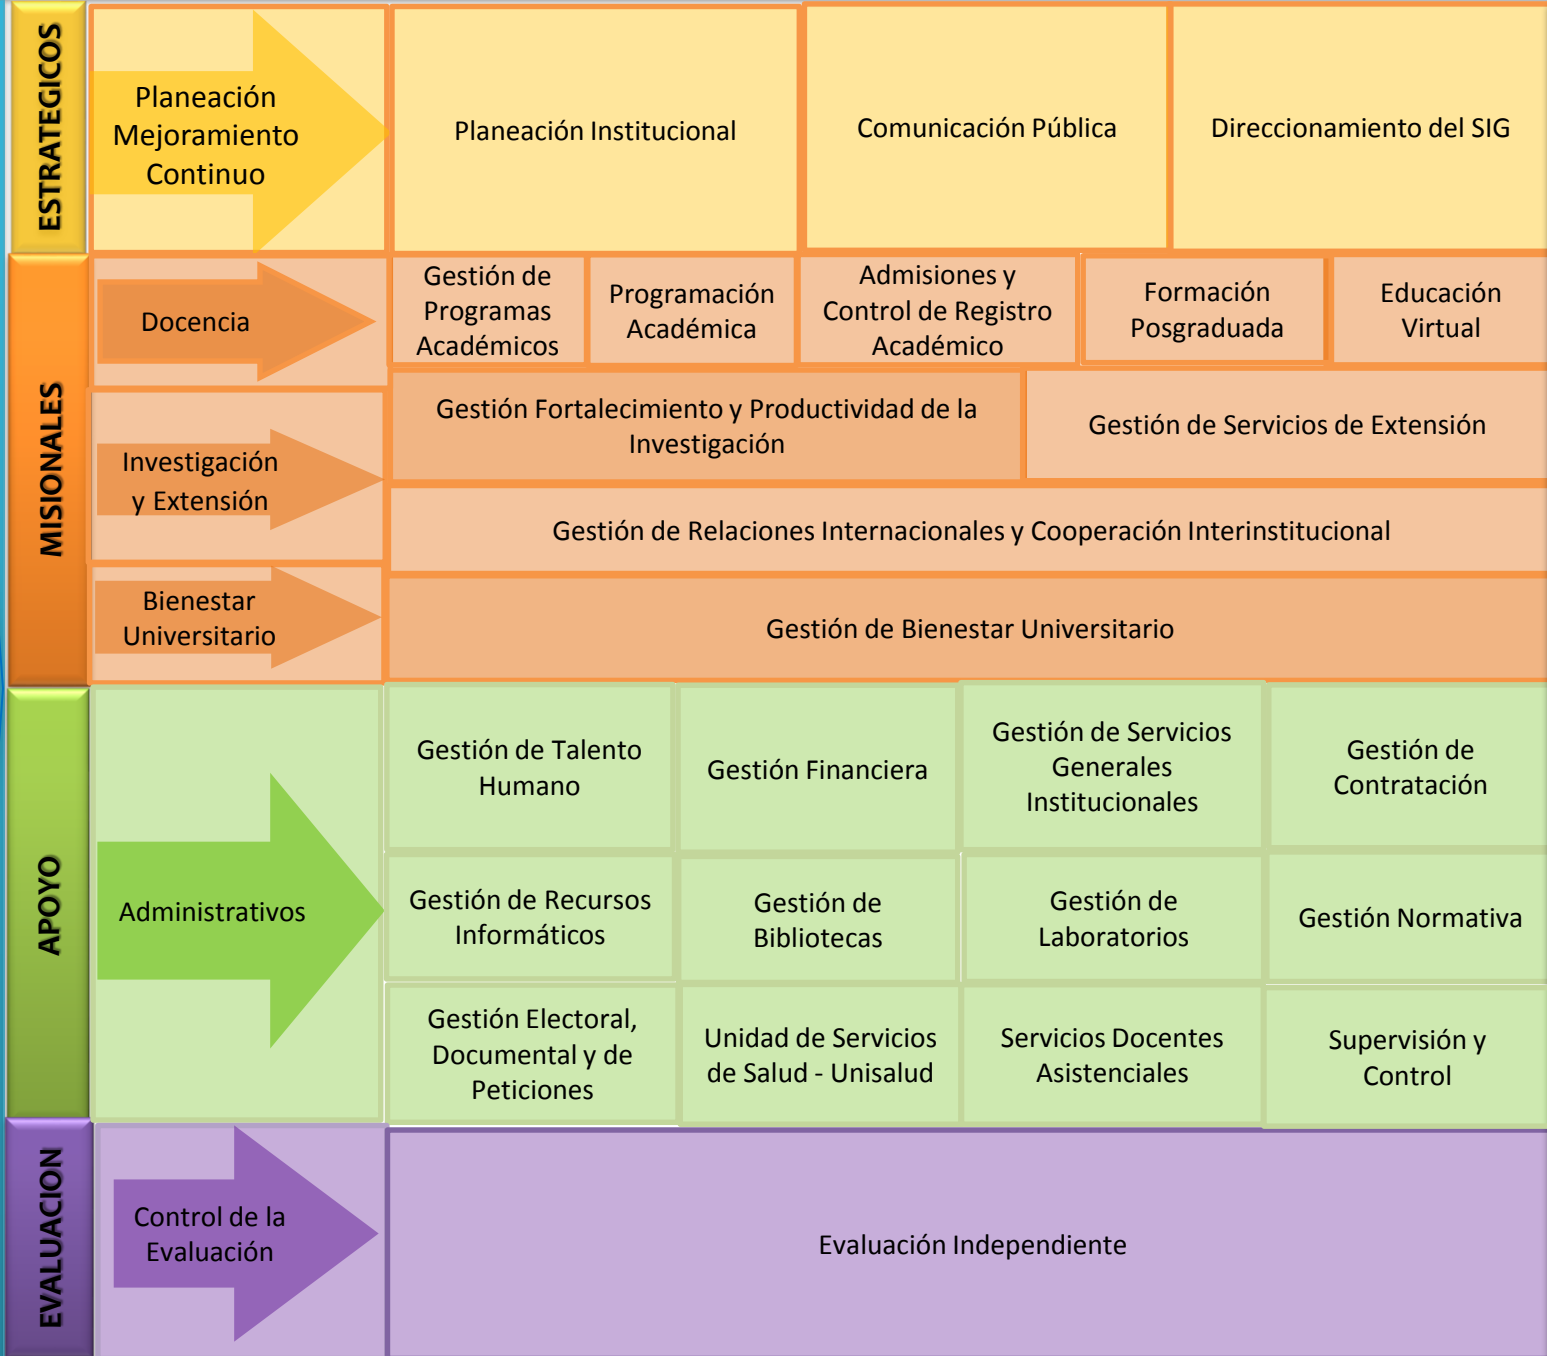 ESTRATEGICOS
Planeación
Mejoramiento
Continuo
Planeación Institucional
Comunicación Pública
Direccionamiento del SIG
MISIONALES
Docencia
Gestión de
Programas
Académicos
Programación
Académica
Admisiones y
Control de Registro
Académico
Formación
Posgraduada
Educación
Virtual
Investigación
y Extensión
Gestión Fortalecimiento y Productividad de la
Investigación
Gestión de Servicios de Extensión
Gestión de Relaciones Internacionales y Cooperación Interinstitucional
Bienestar
Universitario
Gestión de Bienestar Universitario
APOYO
Administrativos
Gestión de Talento
Humano
Gestión Financiera
Gestión de Servicios
Generales
Institucionales
Gestión de
Contratación
Gestión de Recursos
Informáticos
Gestión de
Bibliotecas
Gestión de
Laboratorios
Gestión Normativa
Gestión Electoral,
Documental y de
Peticiones
Unidad de Servicios
de Salud - Unisalud
Servicios Docentes
Asistenciales
Supervisión y
Control
EVALUACION
Control de la
Evaluación
Evaluación Independiente